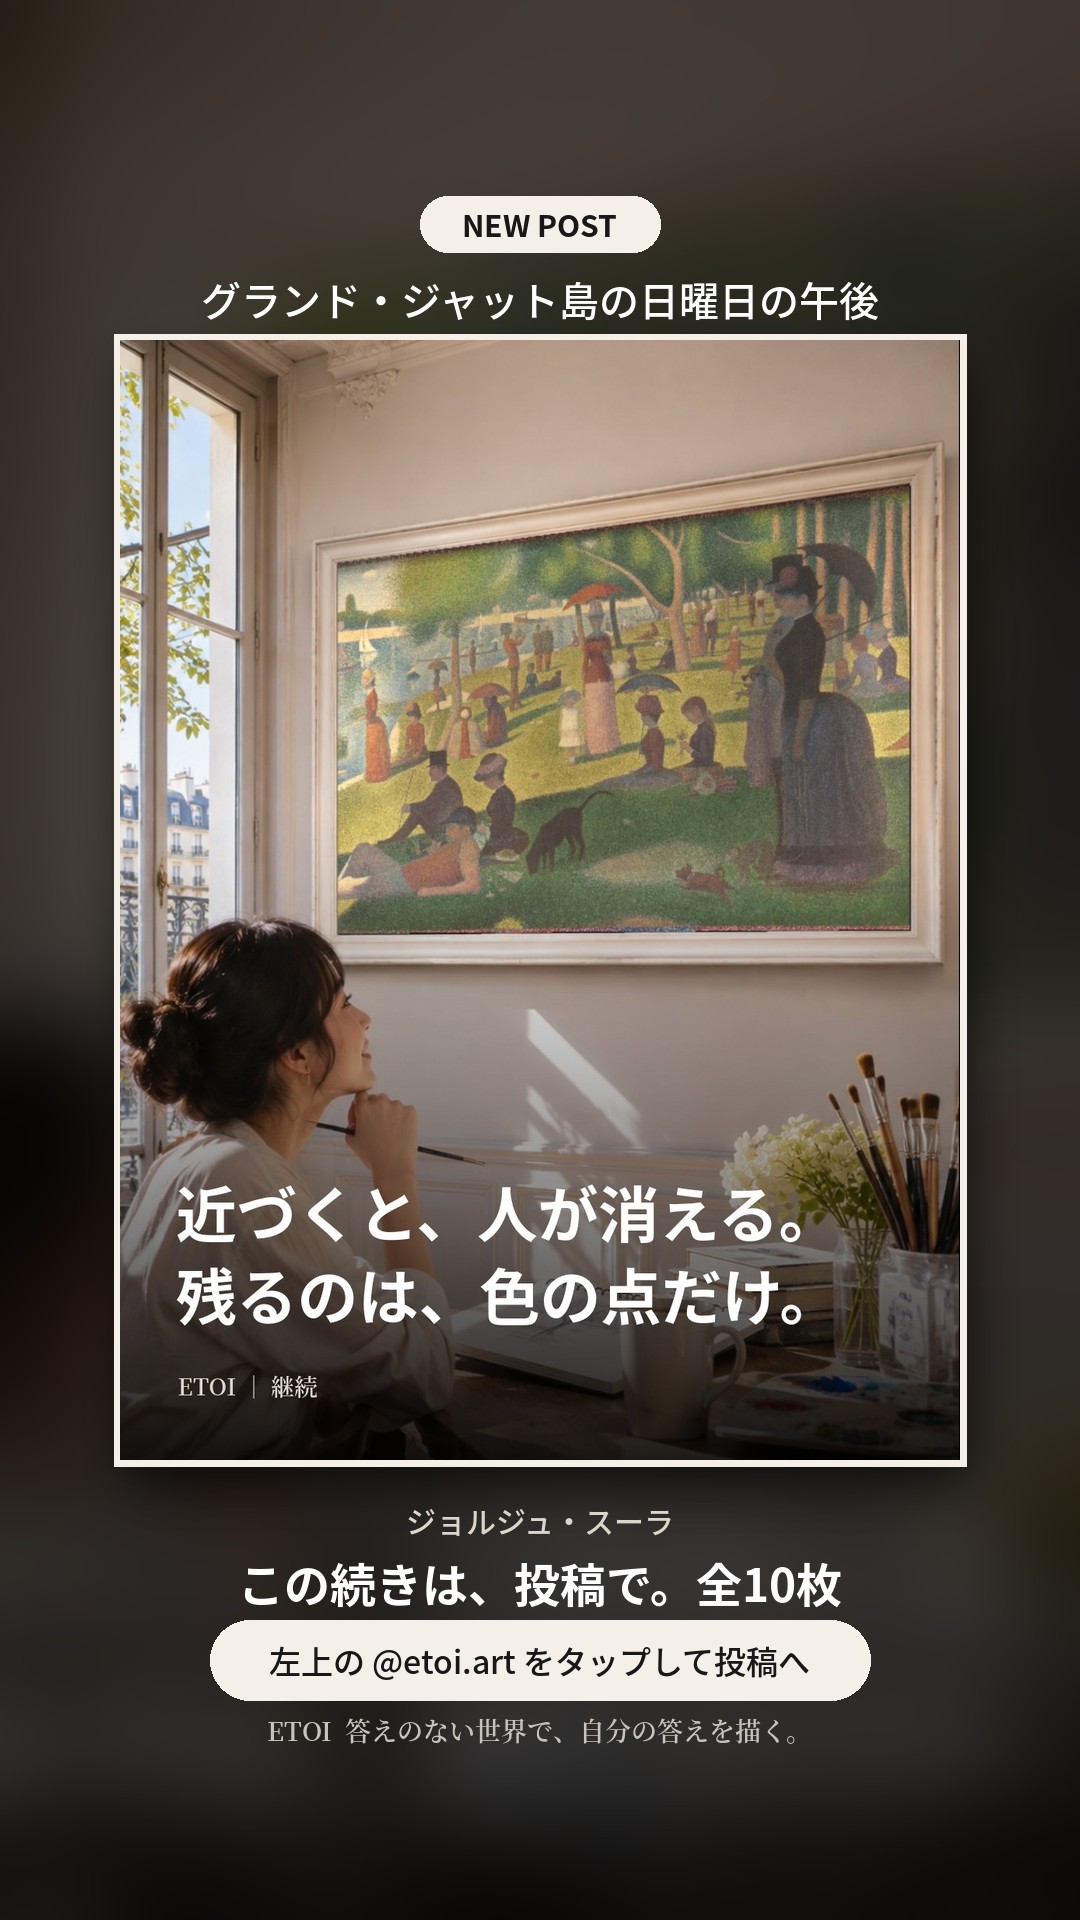 NEW POST
グランド・ジャット島の日曜日の午後
近づくと、人が消える。
残るのは、色の点だけ。
ETOI｜継続
ジョルジュ・スーラ
この続きは、投稿で。全10枚
左上の @etoi.art をタップして投稿へ
ETOI 答えのない世界で、自分の答えを描く。